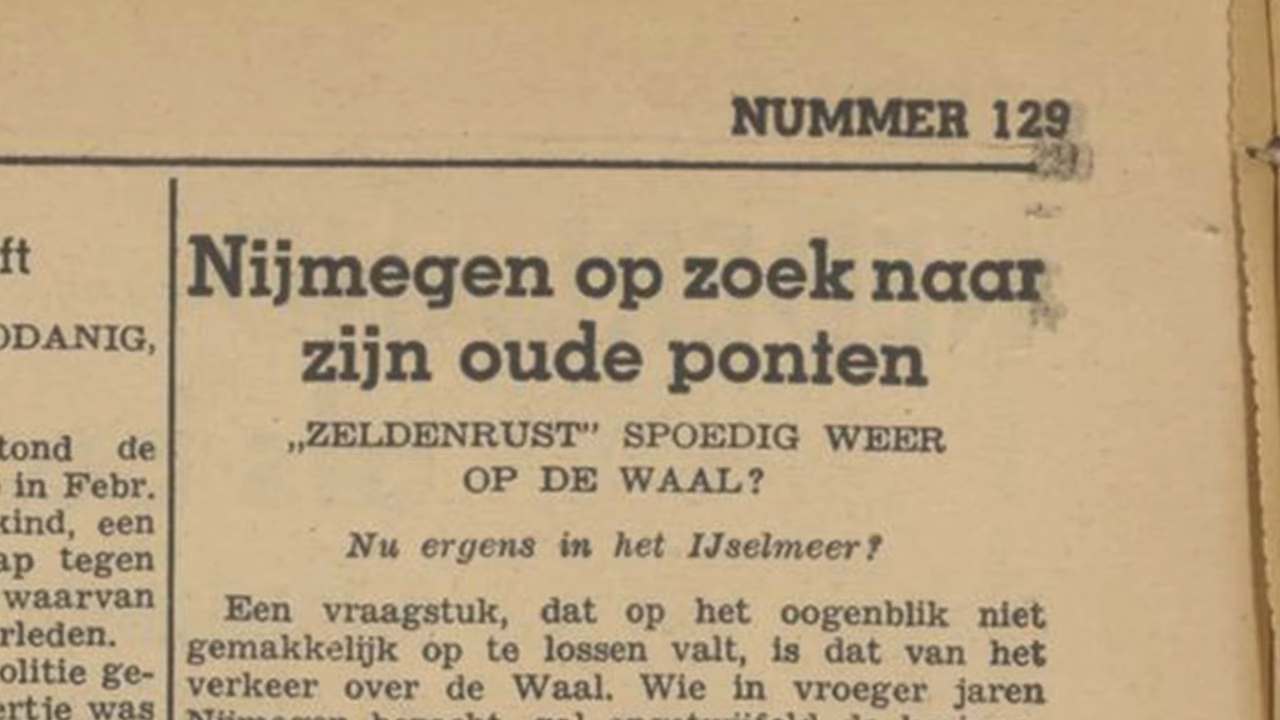 NUMMER 129
ft
ODANIG,
tond de
in Febr.
kind, een
ap tegen
waarvan
rleden.
olitie ge-
ertje was
Nijmegen op zoek naar
zijn oude ponten
„ZELDENRUST” SPOEDIG WEER
OP DE WAAL?
Nu ergens in het IJselmeer?
Een vraagstuk, dat op het oogenblik niet
gemakkelijk op te lossen valt, is dat van het
verkeer over de Waal. Wie in vroeger jaren